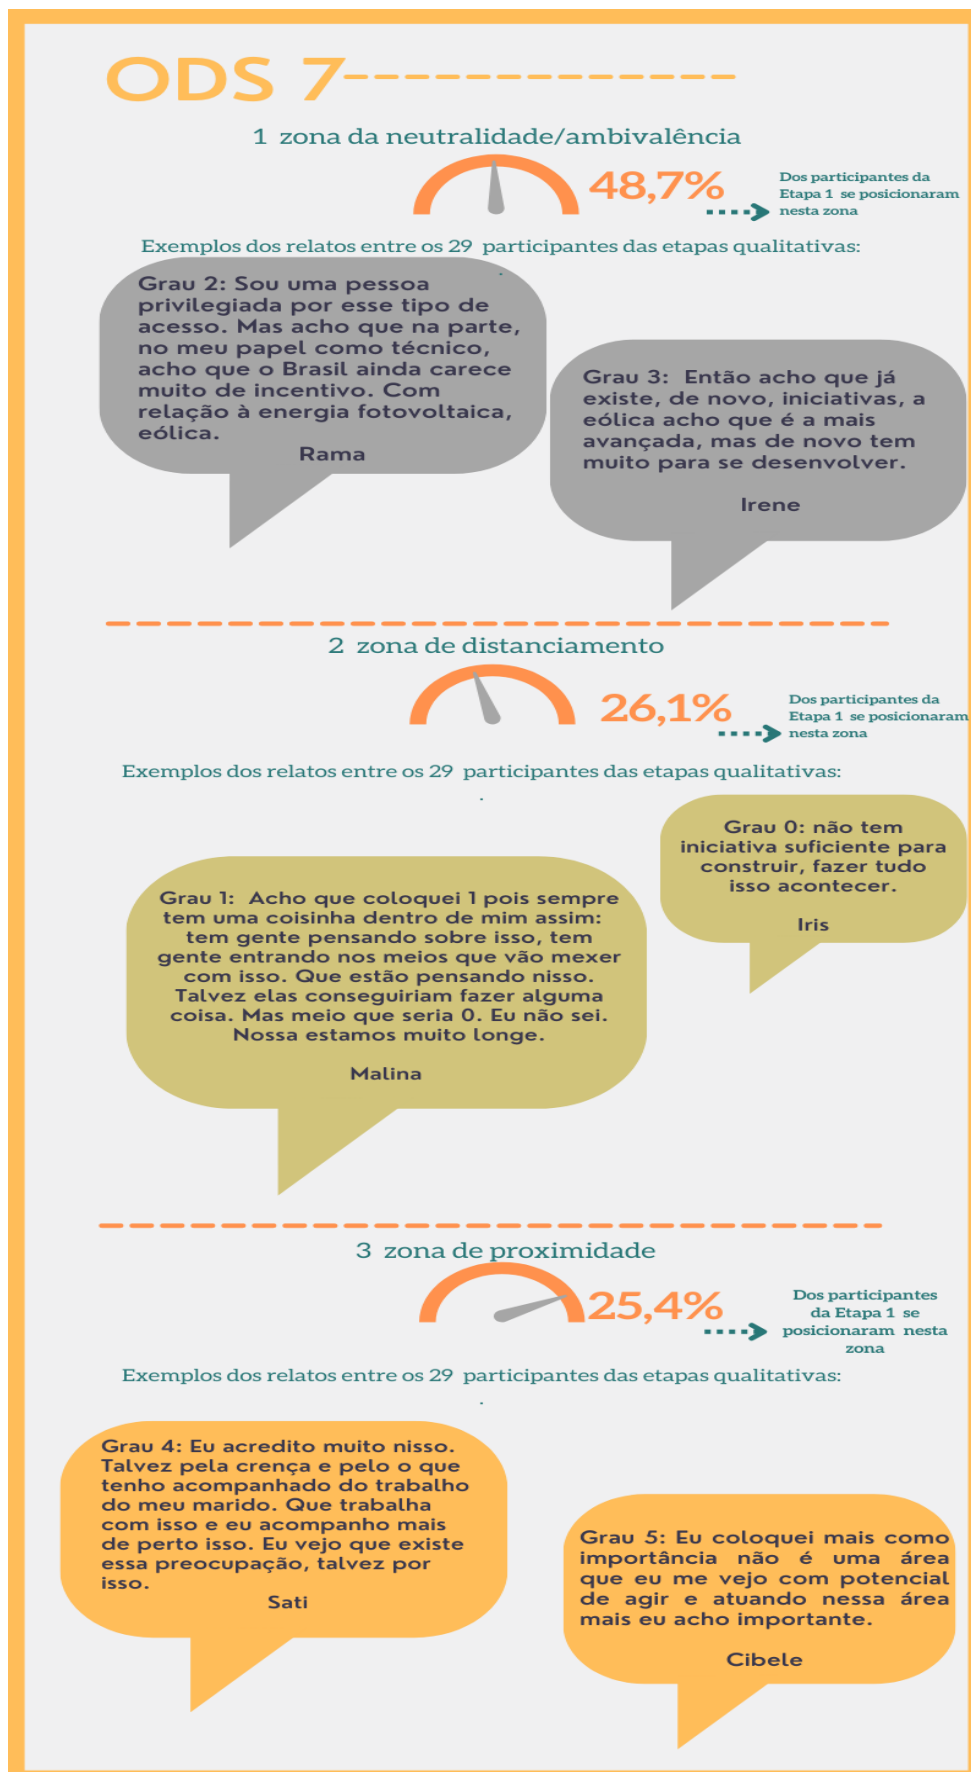 ODS 7
1 zona da neutralidade/ambivalência
48,7%
Dos participantes da
Etapa 1 se posicionaram
nesta zona
Exemplos dos relatos entre os 29 participantes das etapas qualitativas:
.
Grau 2: Sou uma pessoa
privilegiada por esse tipo de
acesso. Mas acho que na parte,
no meu papel como técnico,
acho que o Brasil ainda carece
muito de incentivo. Com
relação à energia fotovoltaica,
eólica.
Rama
Grau 3: Então acho que já
existe, de novo, iniciativas, a
eólica acho que é a mais
avançada, mas de novo tem
muito para se desenvolver.
Irene
2 zona de distanciamento
26,1%
Dos participantes da
Etapa 1 se posicionaram
nesta zona
Exemplos dos relatos entre os 29 participantes das etapas qualitativas:
.
Grau 0: não tem
iniciativa suficiente para
construir, fazer tudo
isso acontecer.
Iris
Grau 1: Acho que coloquei 1 pois sempre
tem uma coisinha dentro de mim assim:
tem gente pensando sobre isso, tem
gente entrando nos meios que vão mexer
com isso. Que estão pensando nisso.
Talvez elas conseguiriam fazer alguma
coisa. Mas meio que seria 0. Eu não sei.
Nossa estamos muito longe.
Malina
3 zona de proximidade
25,4%
Dos participantes
da Etapa 1 se
posicionaram nesta
zona
Exemplos dos relatos entre os 29 participantes das etapas qualitativas:
.
Grau 4: Eu acredito muito nisso.
Talvez pela crença e pelo o que
tenho acompanhado do trabalho
do meu marido. Que trabalha
com isso e eu acompanho mais
de perto isso. Eu vejo que existe
essa preocupação, talvez por
isso.
Sati
Grau 5: Eu coloquei mais como
importância não é uma área
que eu me vejo com potencial
de agir e atuando nessa área
mais eu acho importante.
Cibele